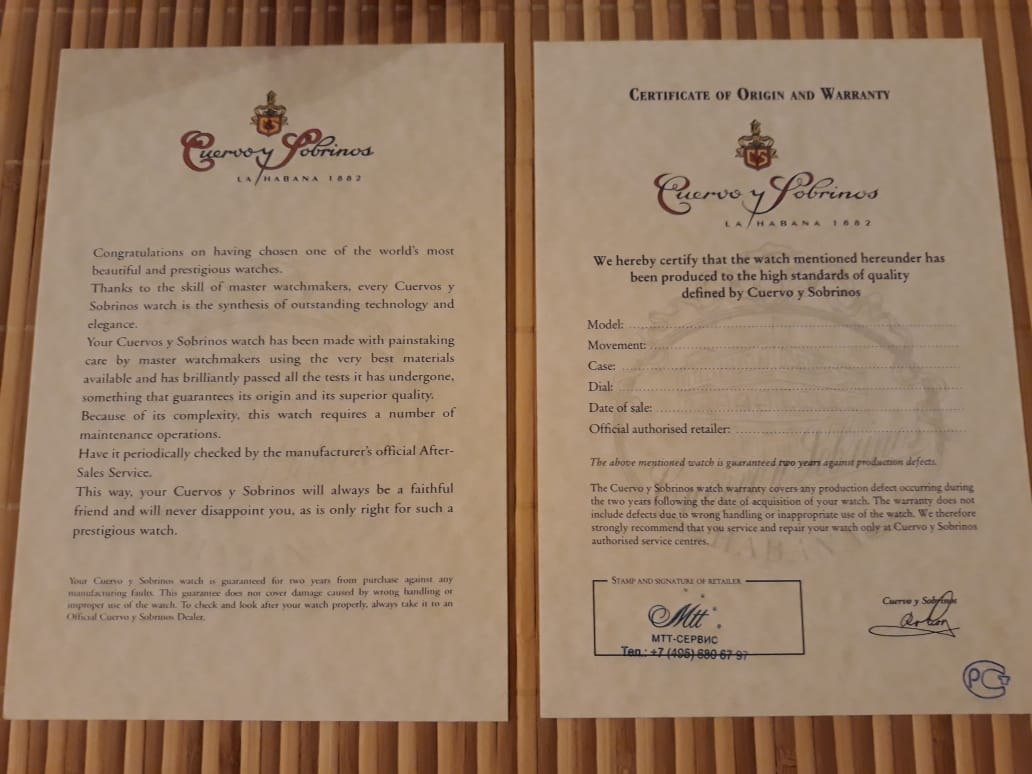 Cuervo y Sobrinos
LA HABANA 1882
Congratulations on having chosen one of the world's most
beautiful and prestigious watches.
Thanks to the skill of master watchmakers, every Cuervos y
Sobrinos watch is the synthesis of outstanding technology and
elegance.
Your Cuervos y Sobrinos watch has been made with painstaking
care by master watchmakers using the very best materials
available and has brilliantly passed all the tests it has undergone,
something that guarantees its origin and its superior quality.
Because of its complexity, this watch requires a number of
maintenance operations.
Have it periodically checked by the manufacturer's official After-
Sales Service.
This way, your Cuervos y Sobrinos will always be a faithful
friend and will never disappoint you, as is only right for such a
prestigious watch.
Your Cuervo y Sobrinos watch is guaranteed for two years from purchase against any
manufacturing faults. This guarantee does not cover damage caused by wrong handling or
improper use of the watch. To check and look after your watch properly, always take it to an
Official Cuervo y Sobrinos Dealer.
CERTIFICATE OF ORIGIN AND WARRANTY
CS
Cuervo y Sobrinos
LA HABANA 1882
We hereby certify that the watch mentioned hereunder has
been produced to the high standards of quality
defined by Cuervo y Sobrinos
Model:
Movement:
Case:
Dial:
Date of sale:
Official authorised retailer:
The above mentioned watch is guaranteed two years against production defects.
The Cuervo y Sobrinos watch warranty covers any production defect occurring during
the two years following the date of acquisition of your watch. The warranty does not
include defects due to wrong handling or inappropriate use of the watch. We therefore
strongly recommend that you service and repair your watch only at Cuervo y Sobrinos
authorised service centres.
STAMP AND SIGNATURE OF RETAILER
Mtt
МТТ-СЕРВИС
Тел.: +7 (495) 680 67 97
Cuervo y Sobrinos
РСТ